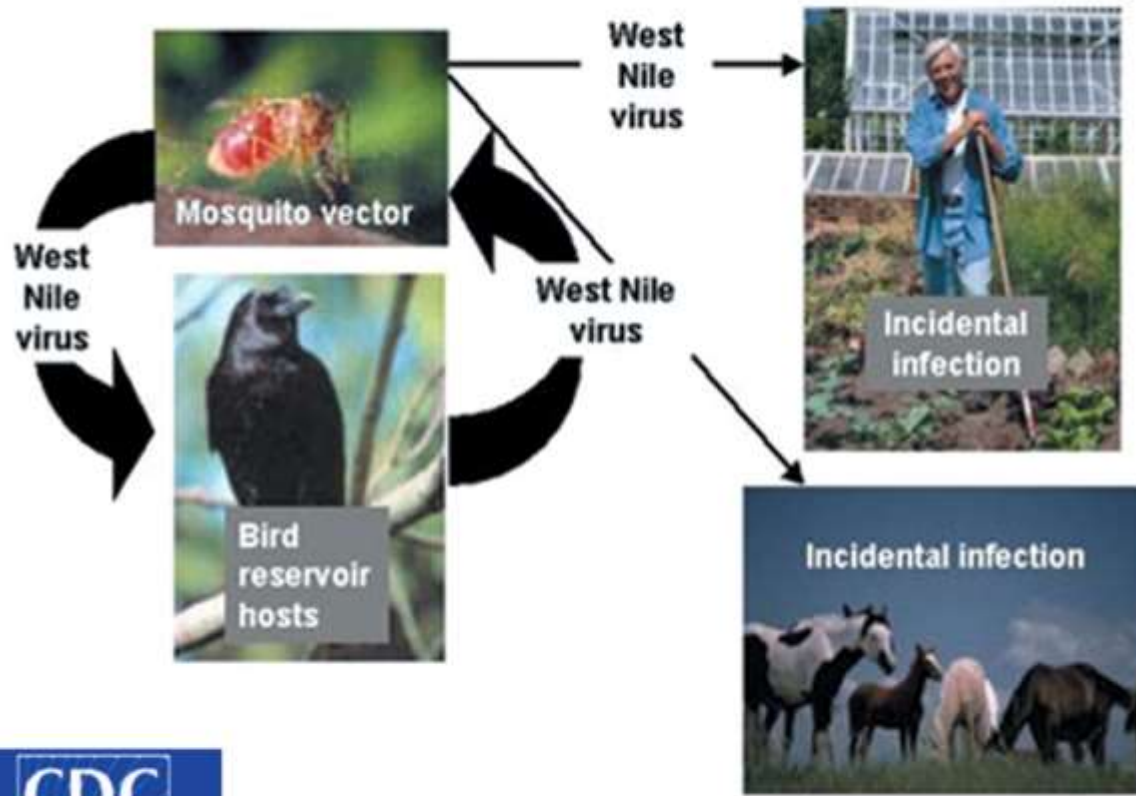 West
Nile
virus
Mosquito vector
West
Nile
virus
West Nile
virus
Bird
reservoir
hosts
Incidental
infection
Incidental infection
CDC